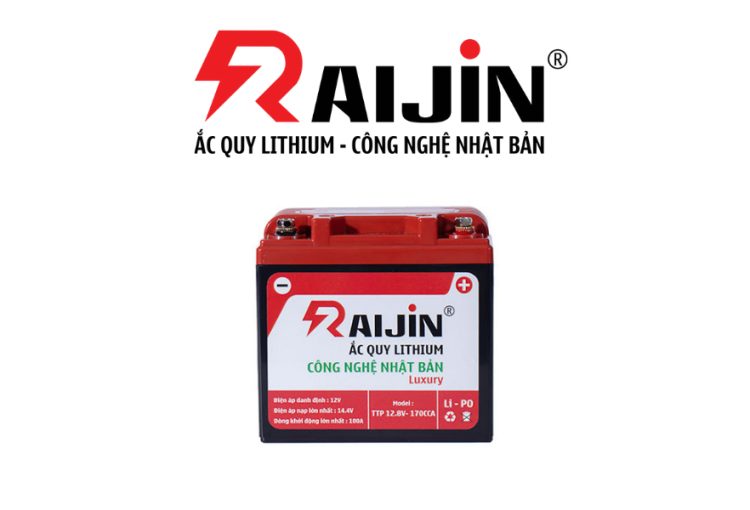 RAIJIN®
ẮC QUY LITHIUM - CÔNG NGHỆ NHẬT BẢN
RAIJIN®
ẮC QUY LITHIUM
CÔNG NGHỆ NHẬT BẢN
Luxury
Điện áp danh định : 12V
Điện áp nạp lớn nhất : 14.4V
Dòng khởi động lớn nhất : 180A
Model :
TTP 12.8V- 170CCA
Li - PO